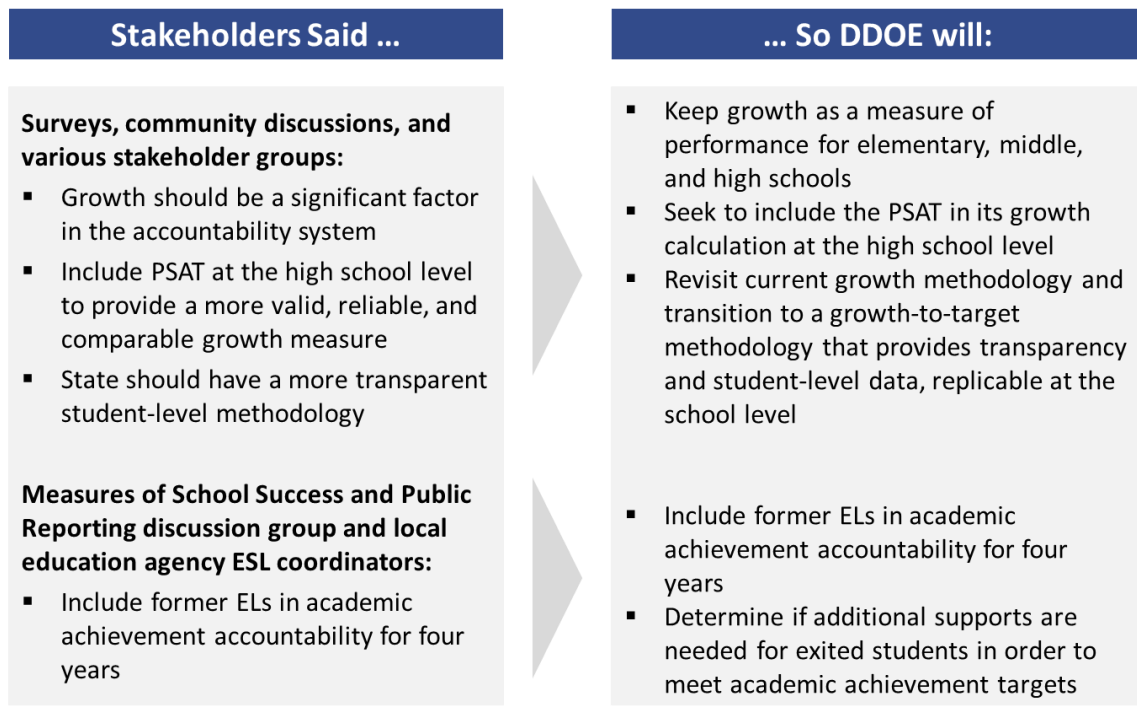 Stakeholders Said …
… So DDOE will:
Surveys, community discussions, and
various stakeholder groups:
▪ Growth should be a significant factor
in the accountability system
▪ Include PSAT at the high school level
to provide a more valid, reliable, and
comparable growth measure
▪ State should have a more transparent
student-level methodology
▪ Keep growth as a measure of
performance for elementary, middle,
and high schools
▪ Seek to include the PSAT in its growth
calculation at the high school level
▪ Revisit current growth methodology and
transition to a growth-to-target
methodology that provides transparency
and student-level data, replicable at the
school level
Measures of School Success and Public
Reporting discussion group and local
education agency ESL coordinators:
▪ Include former ELs in academic
achievement accountability for four
years
▪ Include former ELs in academic
achievement accountability for four
years
▪ Determine if additional supports are
needed for exited students in order to
meet academic achievement targets